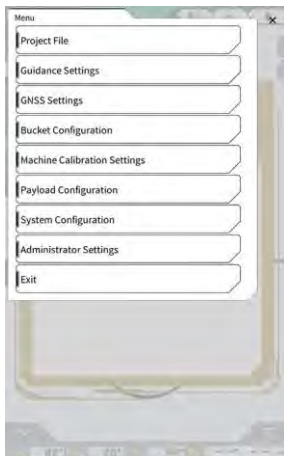 Menu
Project File
Guidance Settings
GNSS Settings
Bucket Configuration
Machine Calibration Settings
Payload Configuration
System Configuration
Administrator Settings
Exit